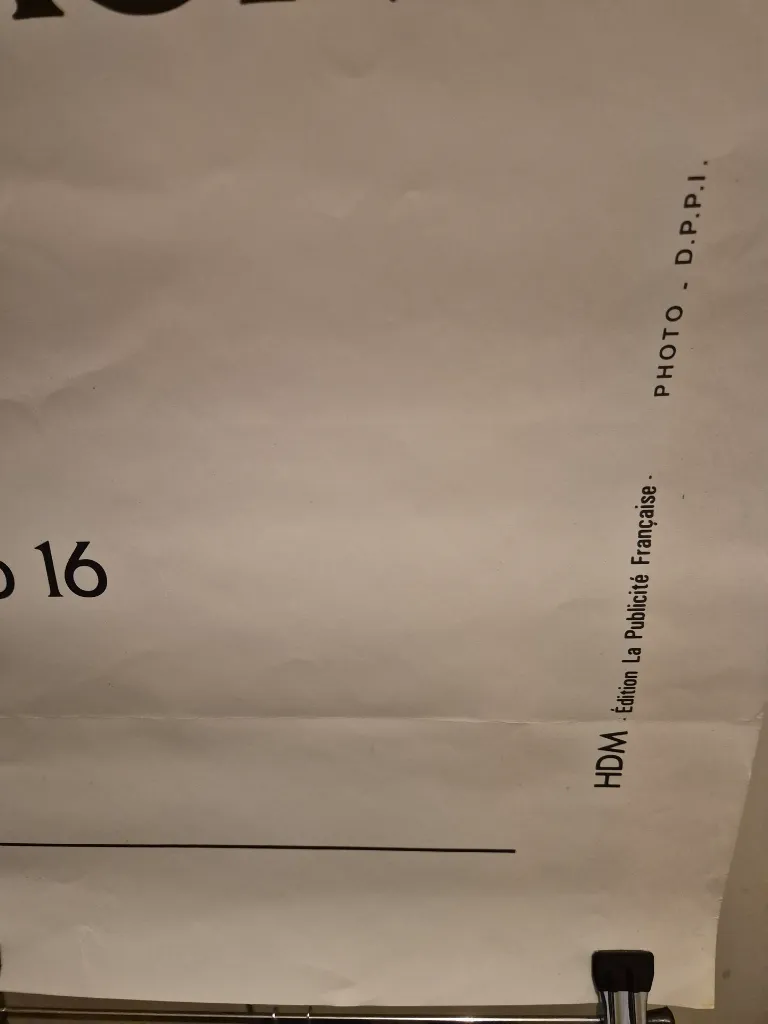 16
PHOTO - D.P.P.I.
HDM · Édition La Publicité Française ·